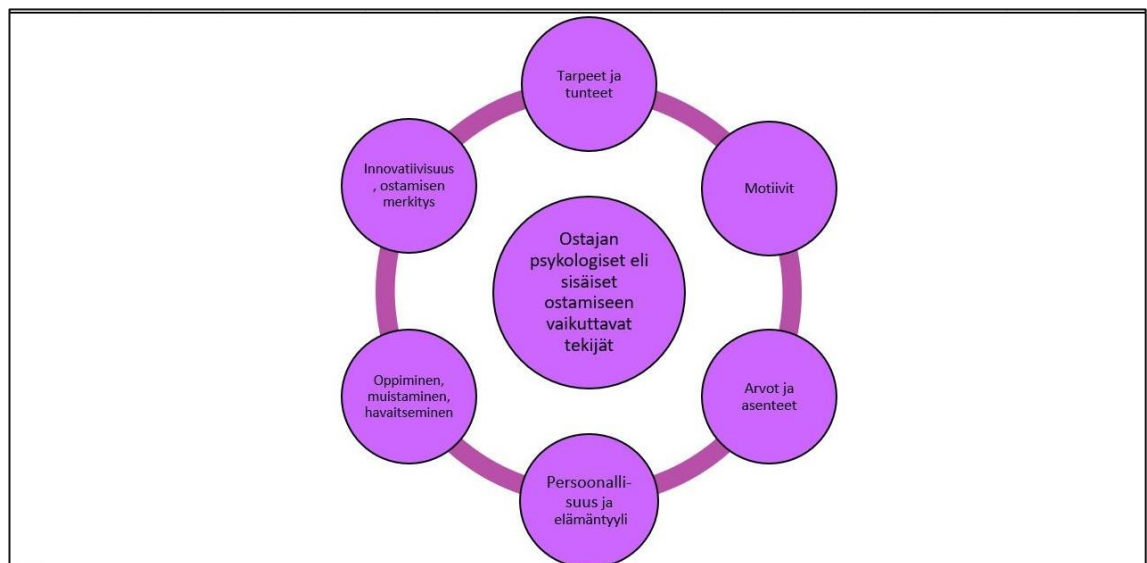 Tarpeet ja
tunteet
Motiivit
Arvot ja
asenteet
Persoonalli-
suus ja
elämäntyyli
Oppiminen,
muistaminen,
havaitseminen
Innovatiivisuus
, ostamisen
merkitys
Ostajan
psykologiset eli
sisäiset
ostamiseen
vaikuttavat
tekijät